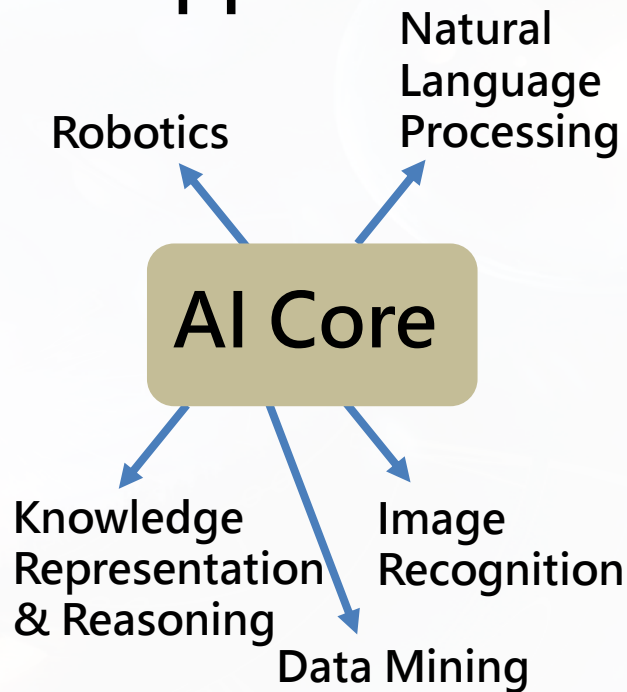 Natural
Language
Processing
Robotics
AI Core
Knowledge
Representation
& Reasoning
Image
Recognition
Data Mining